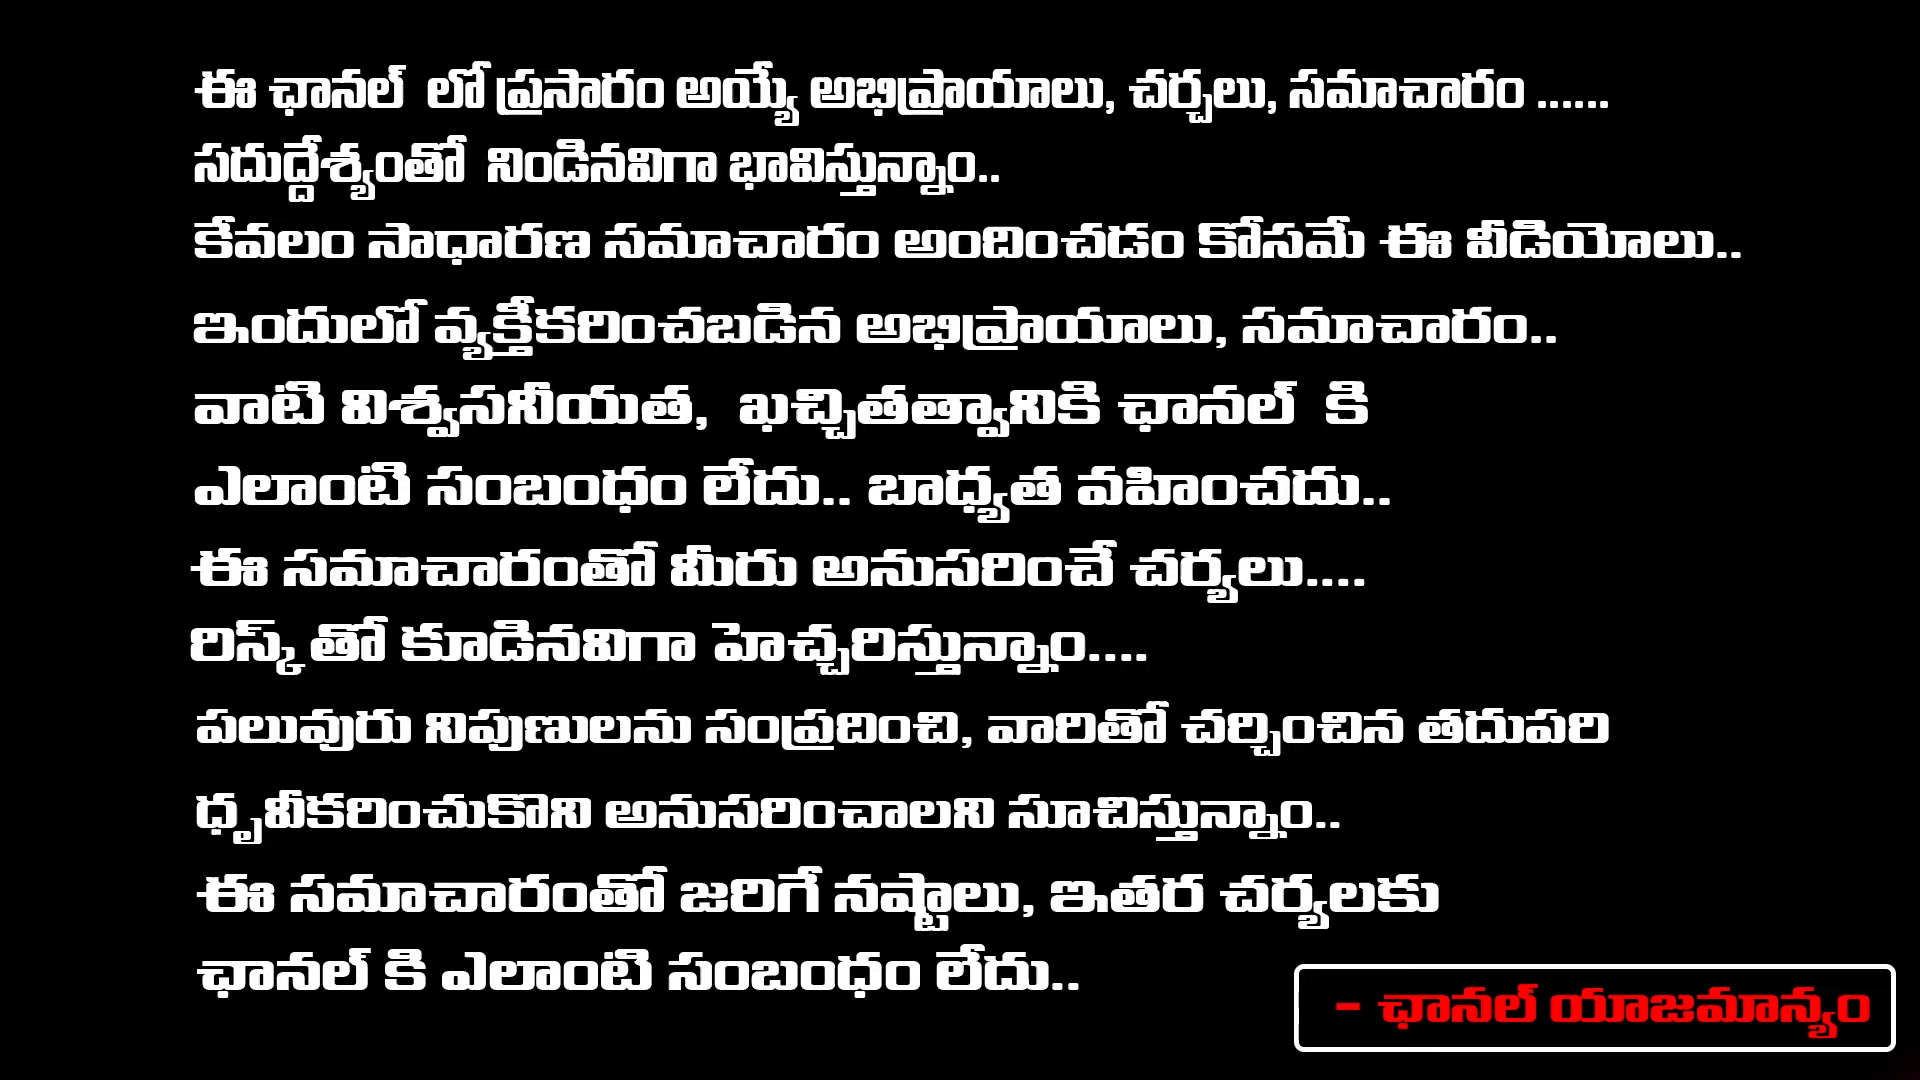 ఈ ఛానల్ లో ప్రసారం అయ్యే అభిప్రాయాలు, చర్చలు, సమాచారం ......
సదుద్దేశ్యంతో నిండినవిగా భావిస్తున్నాం..
కేవలం సాధారణ సమాచారం అందించడం కోసమే ఈ వీడియోలు..
ఇందులో వ్యక్తీకరించబడిన అభిప్రాయాలు, సమాచారం..
వాటి విశ్వసనీయత, ఖచ్చితత్వానికి ఛానల్ కి
ఎలాంటి సంబంధం లేదు.. బాధ్యత వహించదు..
ఈ సమాచారంతో మీరు అనుసరించే చర్యలు....
రిస్క్ తో కూడినవిగా హెచ్చరిస్తున్నాం....
పలువురు నిపుణులను సంప్రదించి, వారితో చర్చించిన తదుపరి
ధృవీకరించుకొని అనుసరించాలని సూచిస్తున్నాం..
ఈ సమాచారంతో జరిగే నష్టాలు, ఇతర చర్యలకు
ఛానల్ కి ఎలాంటి సంబంధం లేదు..
- ఛానల్ యాజమాన్యం